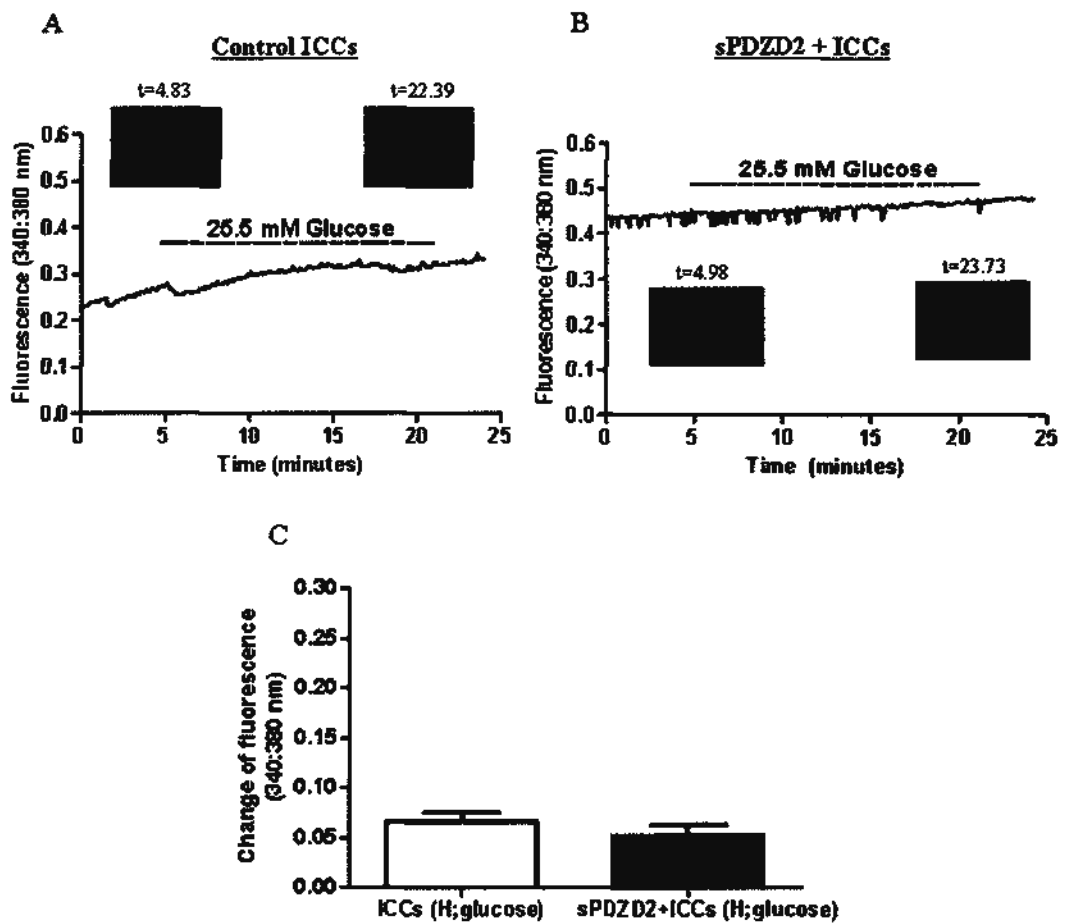 A
Control ICCs
t=4.83
t=22.39
Fluorescence (340:380 nm)
0.6
0.5
0.4
0.3
0.2
0.1
0.0
25.5 mM Glucose
0
5
10
15
20
25
Time (minutes)
B
sPDZD2 + ICCs
Fluorescence (340:380 nm)
0.6
0.5
0.4
0.3
0.2
0.1
0.0
25.5 mM Glucose
t=4.98
t=23.73
0
5
10
15
20
25
Time (minutes)
C
Change of fluorescence
(340:380 nm)
0.30
0.25
0.20
0.15
0.10
0.05
0.00
ICCs (H;glucose)
sPDZD2+ICCs (H;glucose)